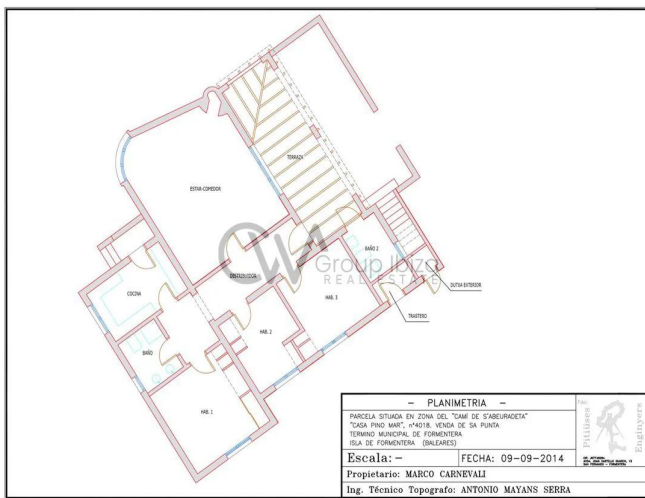 TERRAZA
ESTAR-COMEDOR
BAÑO 2
DISTRIBUIDOR
Group Ibiza
REAL ESTATE
DUTXA EXTERIOR
HAB. 3
COCINA
TRASTERO
HAB. 2
BAÑO
HAB. 1
- PLANIMETRIA -
PARCELA SITUADA EN ZONA DEL "CAMÍ DE S'ABEURADETA"
"CASA PINO MAR", nº4018. VENDA DE SA PUNTA
TERMINO MUNICIPAL DE FORMENTERA
ISLA DE FORMENTERA (BALEARES)
Escala: -
FECHA: 09-09-2014
Propietario: MARCO CARNEVALI
Ing. Técnico Topografo: ANTONIO MAYANS SERRA
Pitiüses
Enginyers